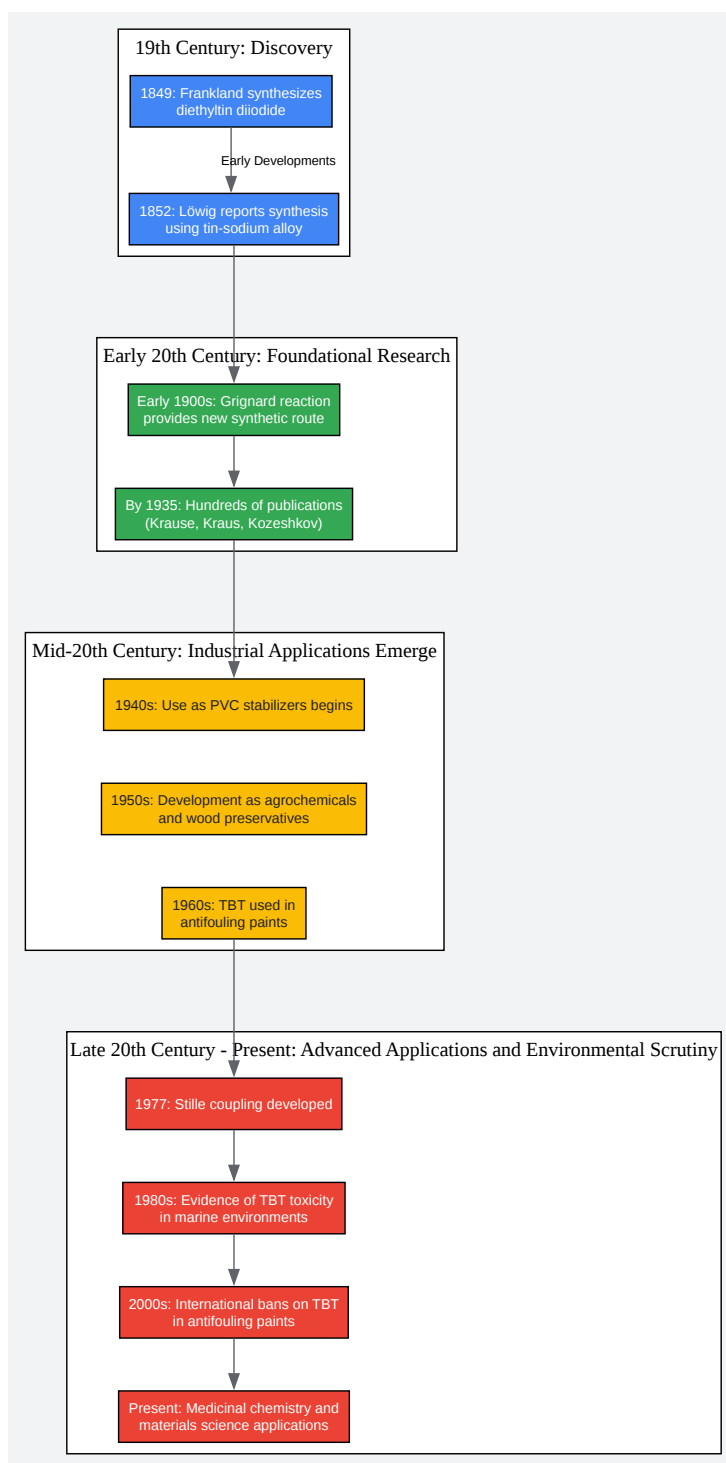 19th Century: Discovery
1849: Frankland synthesizes
diethyltin diiodide
Early Developments
1852: Löwig reports synthesis
using tin-sodium alloy
Early 20th Century: Foundational Research
Early 1900s: Grignard reaction
provides new synthetic route
By 1935: Hundreds of publications
(Krause, Kraus, Kozeshkov)
Mid-20th Century: Industrial Applications Emerge
1940s: Use as PVC stabilizers begins
1950s: Development as agrochemicals
and wood preservatives
1960s: TBT used in
antifouling paints
Late 20th Century - Present: Advanced Applications and Environmental Scrutiny
1977: Stille coupling developed
1980s: Evidence of TBT toxicity
in marine environments
2000s: International bans on TBT
in antifouling paints
Present: Medicinal chemistry and
materials science applications